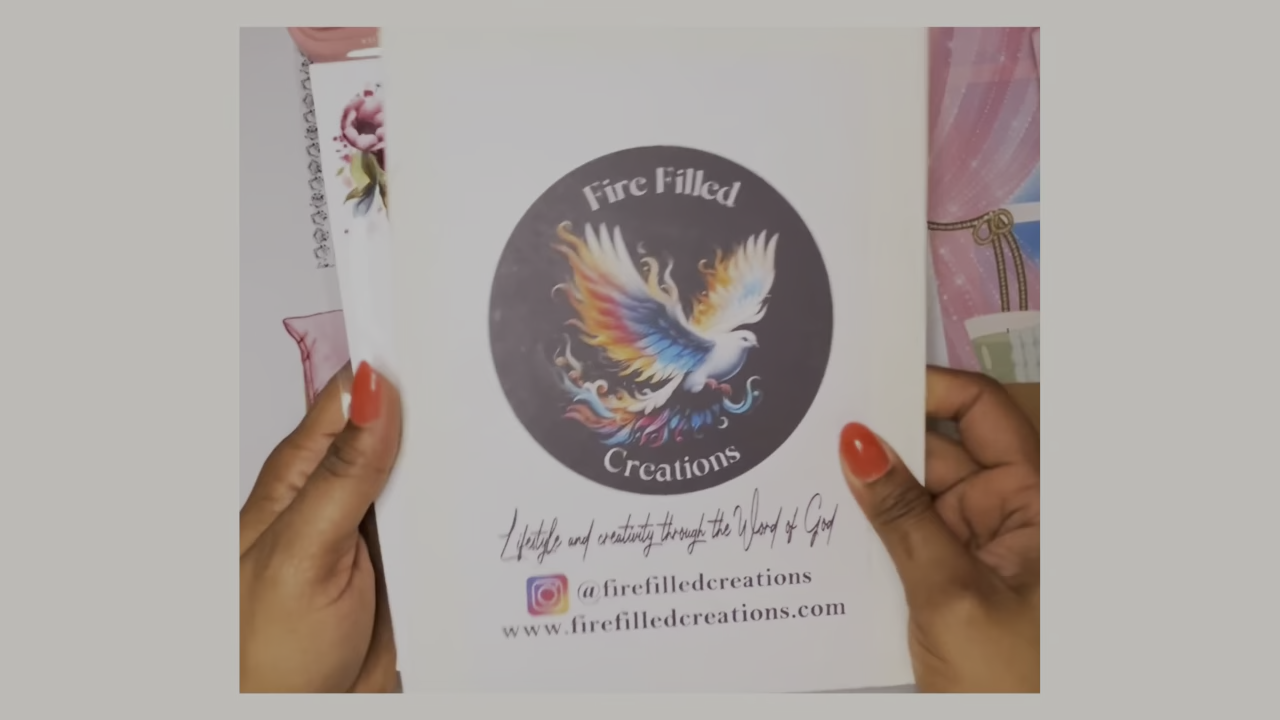 Fire Filled
Creations
Lifestyle and creativity through the Word of God
@firefilledcreations
www.firefilledcreations.com